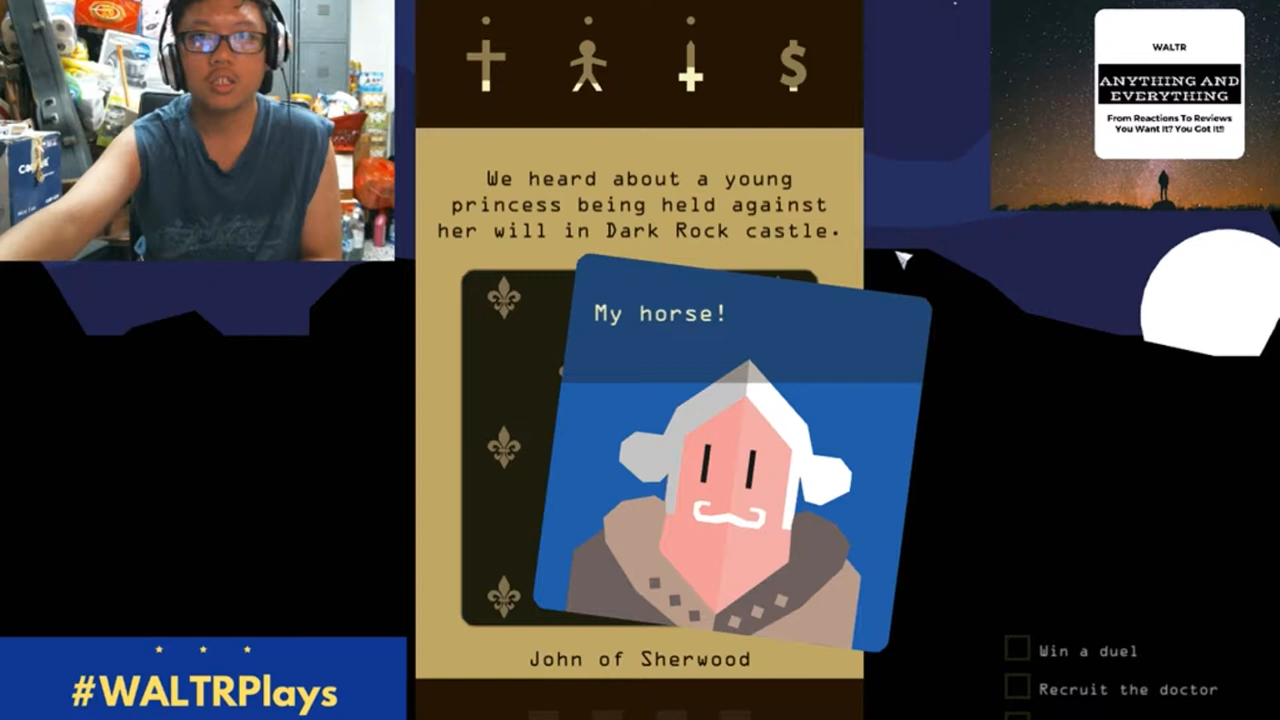 WALTR
ANYTHING AND
EVERYTHING
From Reactions To Reviews
You Want It? You Got It!!
We heard about a young
princess being held against
her will in Dark Rock castle.
My horse!
John of Sherwood
Win a duel
Recruit the doctor
#WALTRPlays